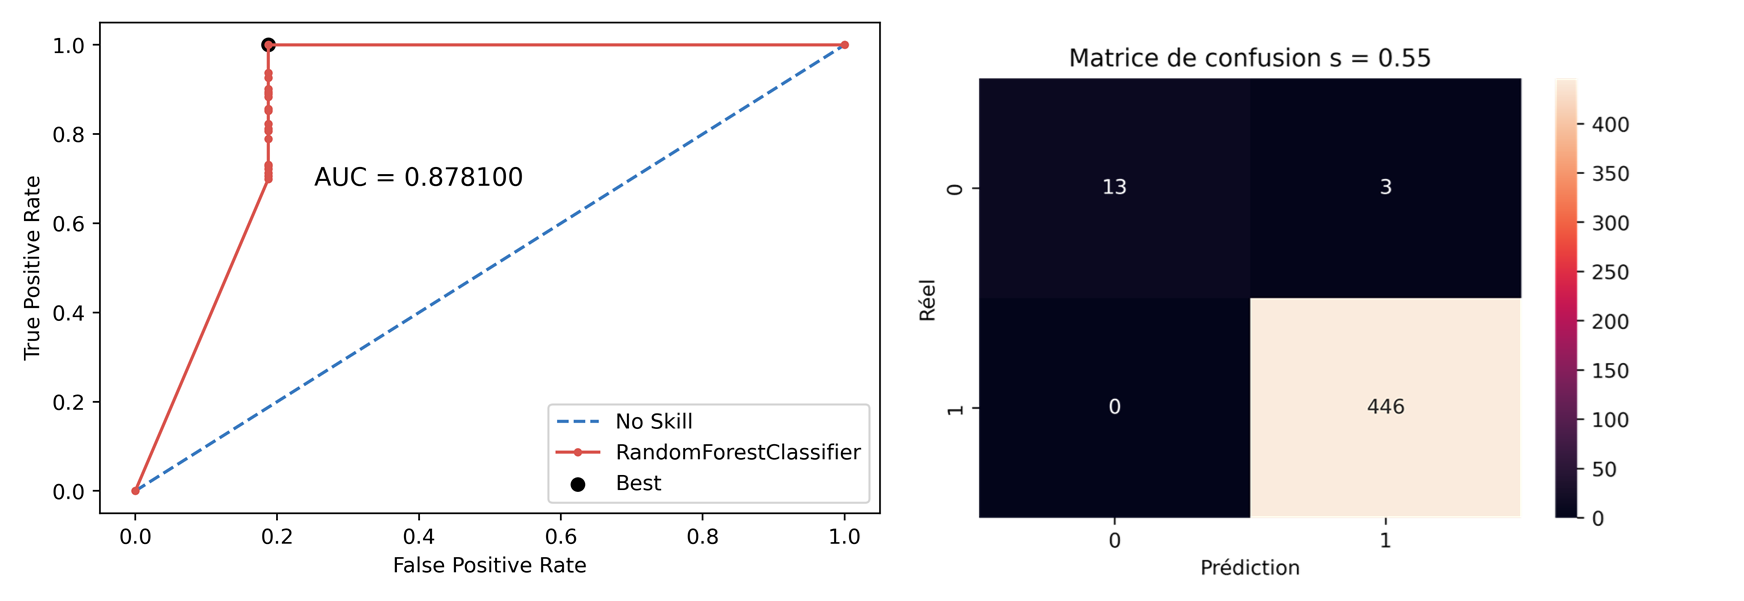 1.0
0.8
0.6
0.4
0.2
0.0
True Positive Rate
AUC = 0.878100
No Skill
RandomForestClassifier
Best
0.0 0.2 0.4 0.6 0.8 1.0
False Positive Rate
Matrice de confusion s = 0.55
Réel
0
1
13 3
0 446
0 1
Prédiction
400
350
300
250
200
150
100
50
0